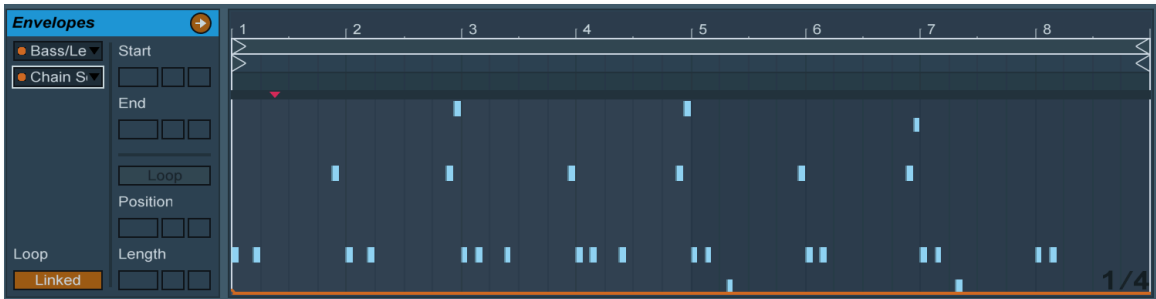 Envelopes
1 2 3 4 5 6 7 8
Bass/Le
Start
Chain S
End
Loop
Position
Loop
Length
Linked
1/4